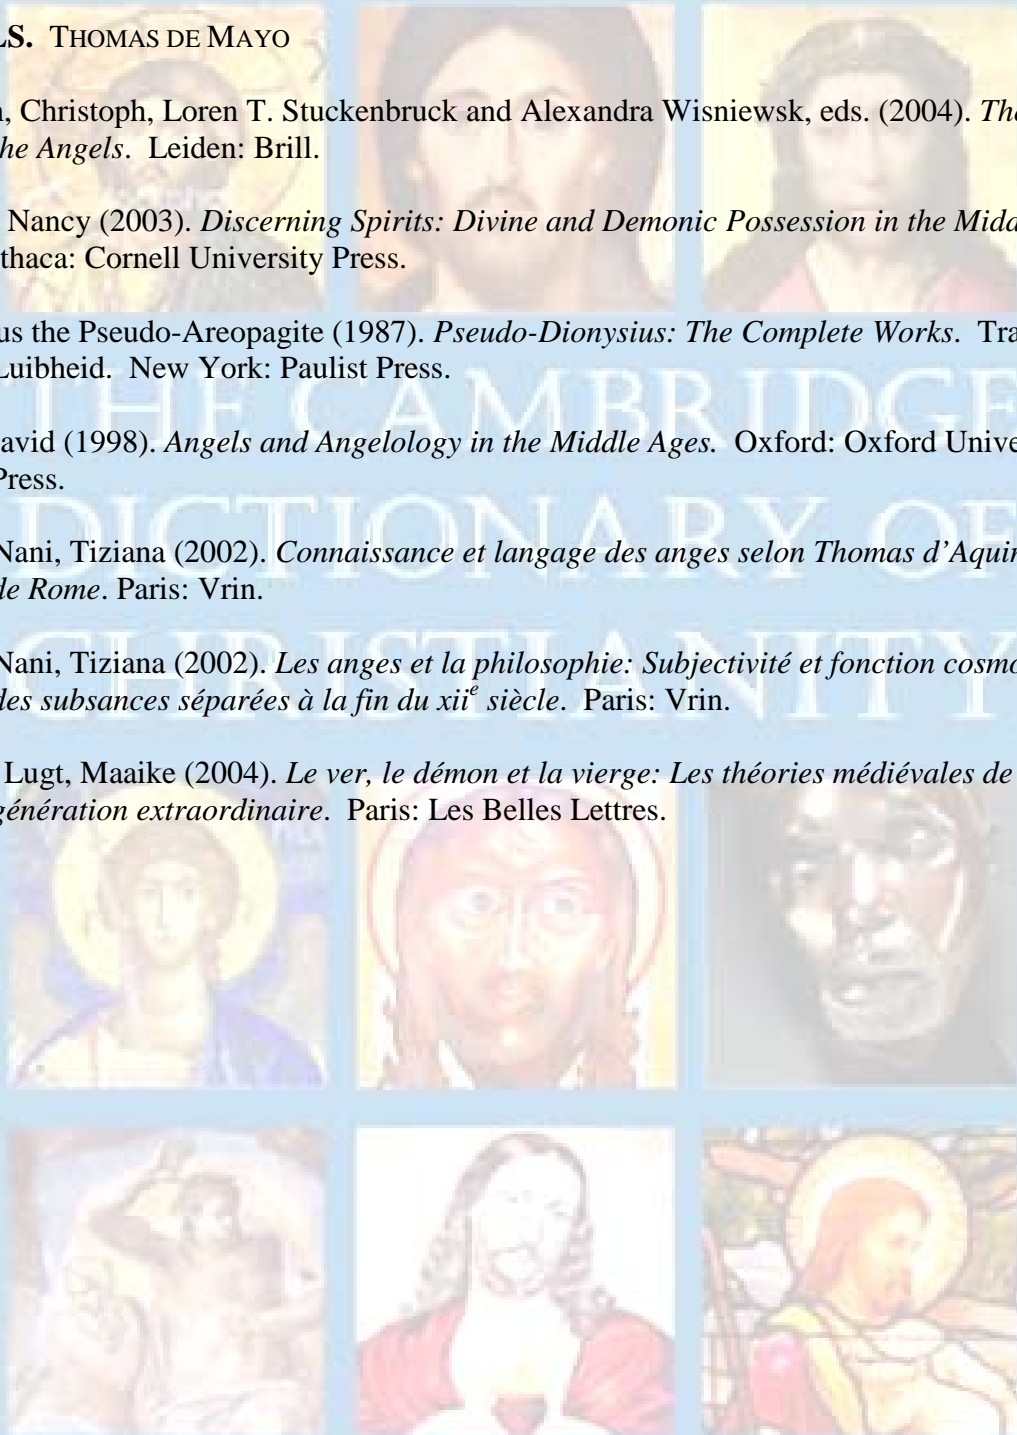 LS. THOMAS DE MAYO
n, Christoph, Loren T. Stuckenbruck and Alexandra Wisniewsk, eds. (2004). The
he Angels. Leiden: Brill.
Nancy (2003). Discerning Spirits: Divine and Demonic Possession in the Midd
thaca: Cornell University Press.
us the Pseudo-Areopagite (1987). Pseudo-Dionysius: The Complete Works. Tra
Luibheid. New York: Paulist Press.
THE CAMBRIDGE
avid (1998). Angels and Angelology in the Middle Ages. Oxford: Oxford Unive
Press.
DICTIONARY OF
Nani, Tiziana (2002). Connaissance et langage des anges selon Thomas d’Aquin
de Rome. Paris: Vrin.
CHRISTIANITY
Nani, Tiziana (2002). Les anges et la philosophie: Subjectivité et fonction cosmo
des subsances séparées à la fin du xiie siècle. Paris: Vrin.
Lugt, Maaike (2004). Le ver, le démon et la vierge: Les théories médiévales de
génération extraordinaire. Paris: Les Belles Lettres.